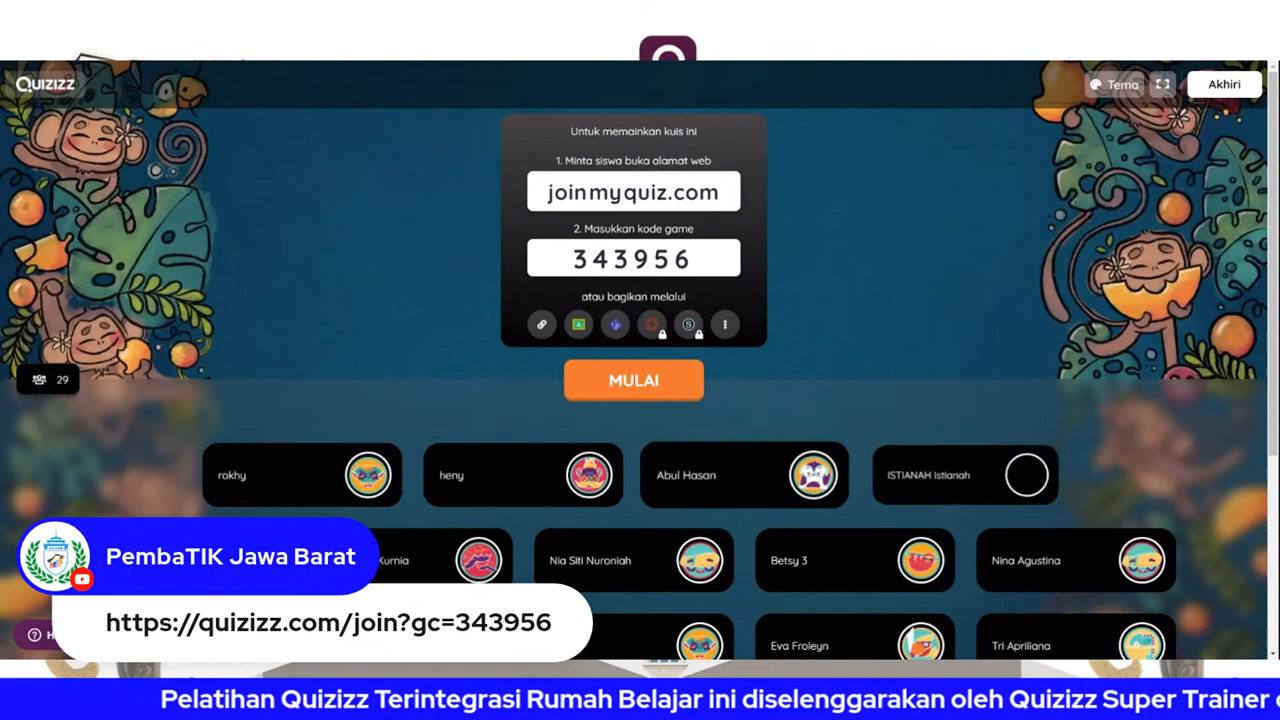 QUIZIZZ
Tema
Akhiri
Untuk memainkan kuis ini
1. Minta siswa buka alamat web
joinmyquiz.com
2. Masukkan kode game
343956
atau bagikan melalui
29
MULAI
rokhy
heny
Abul Hasan
ISTIANAH Istianah
Kurnia
Nia Siti Nuroniah
Betsy 3
Nina Agustina
Eva Froleyn
Tri Apriliana
PembaTIK Jawa Barat
https://quizizz.com/join?gc=343956
Pelatihan Quizizz Terintegrasi Rumah Belajar ini diselenggarakan oleh Quizizz Super Trainer